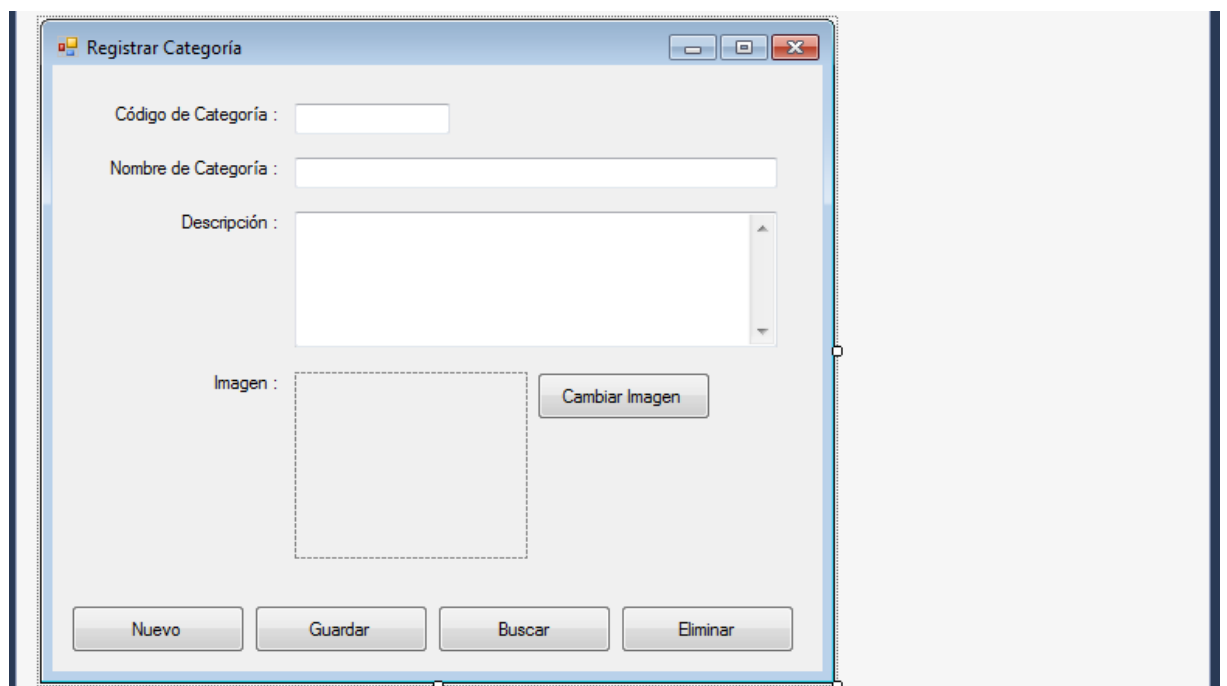 Registrar Categoría
Código de Categoría :
Nombre de Categoría :
Descripción :
Imagen :
Cambiar Imagen
Nuevo Guardar Buscar Eliminar